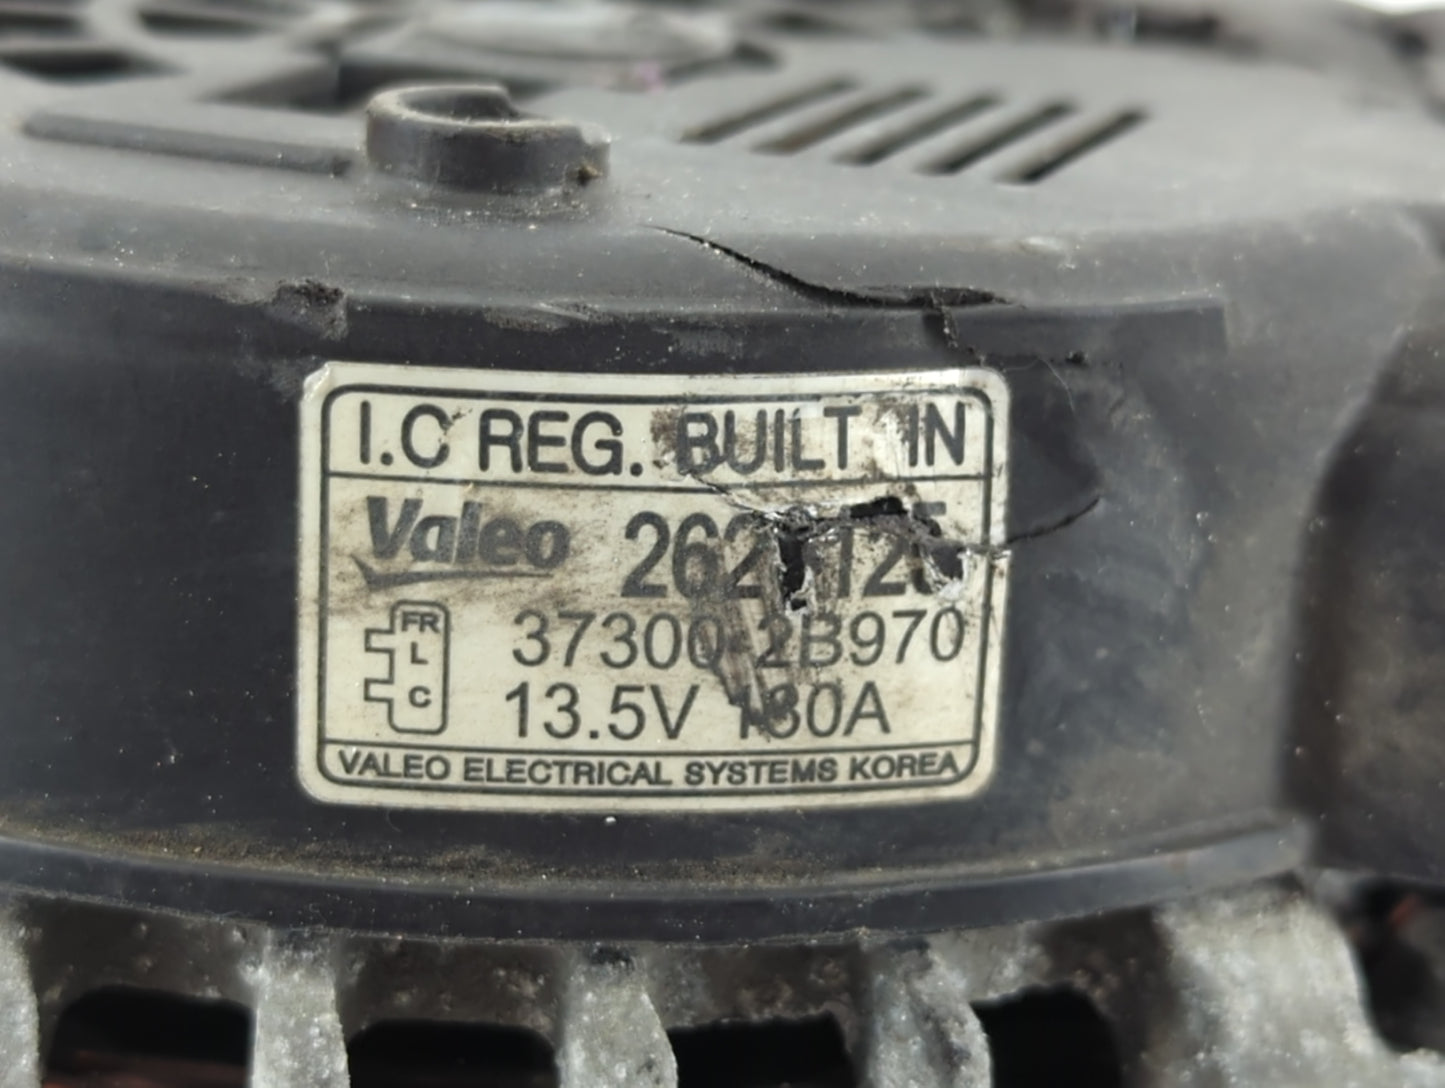 I.C REG. BUILT IN
Valeo
37300-2B970
FR
L
C
13.5V 130A
VALEO ELECTRICAL SYSTEMS KOREA